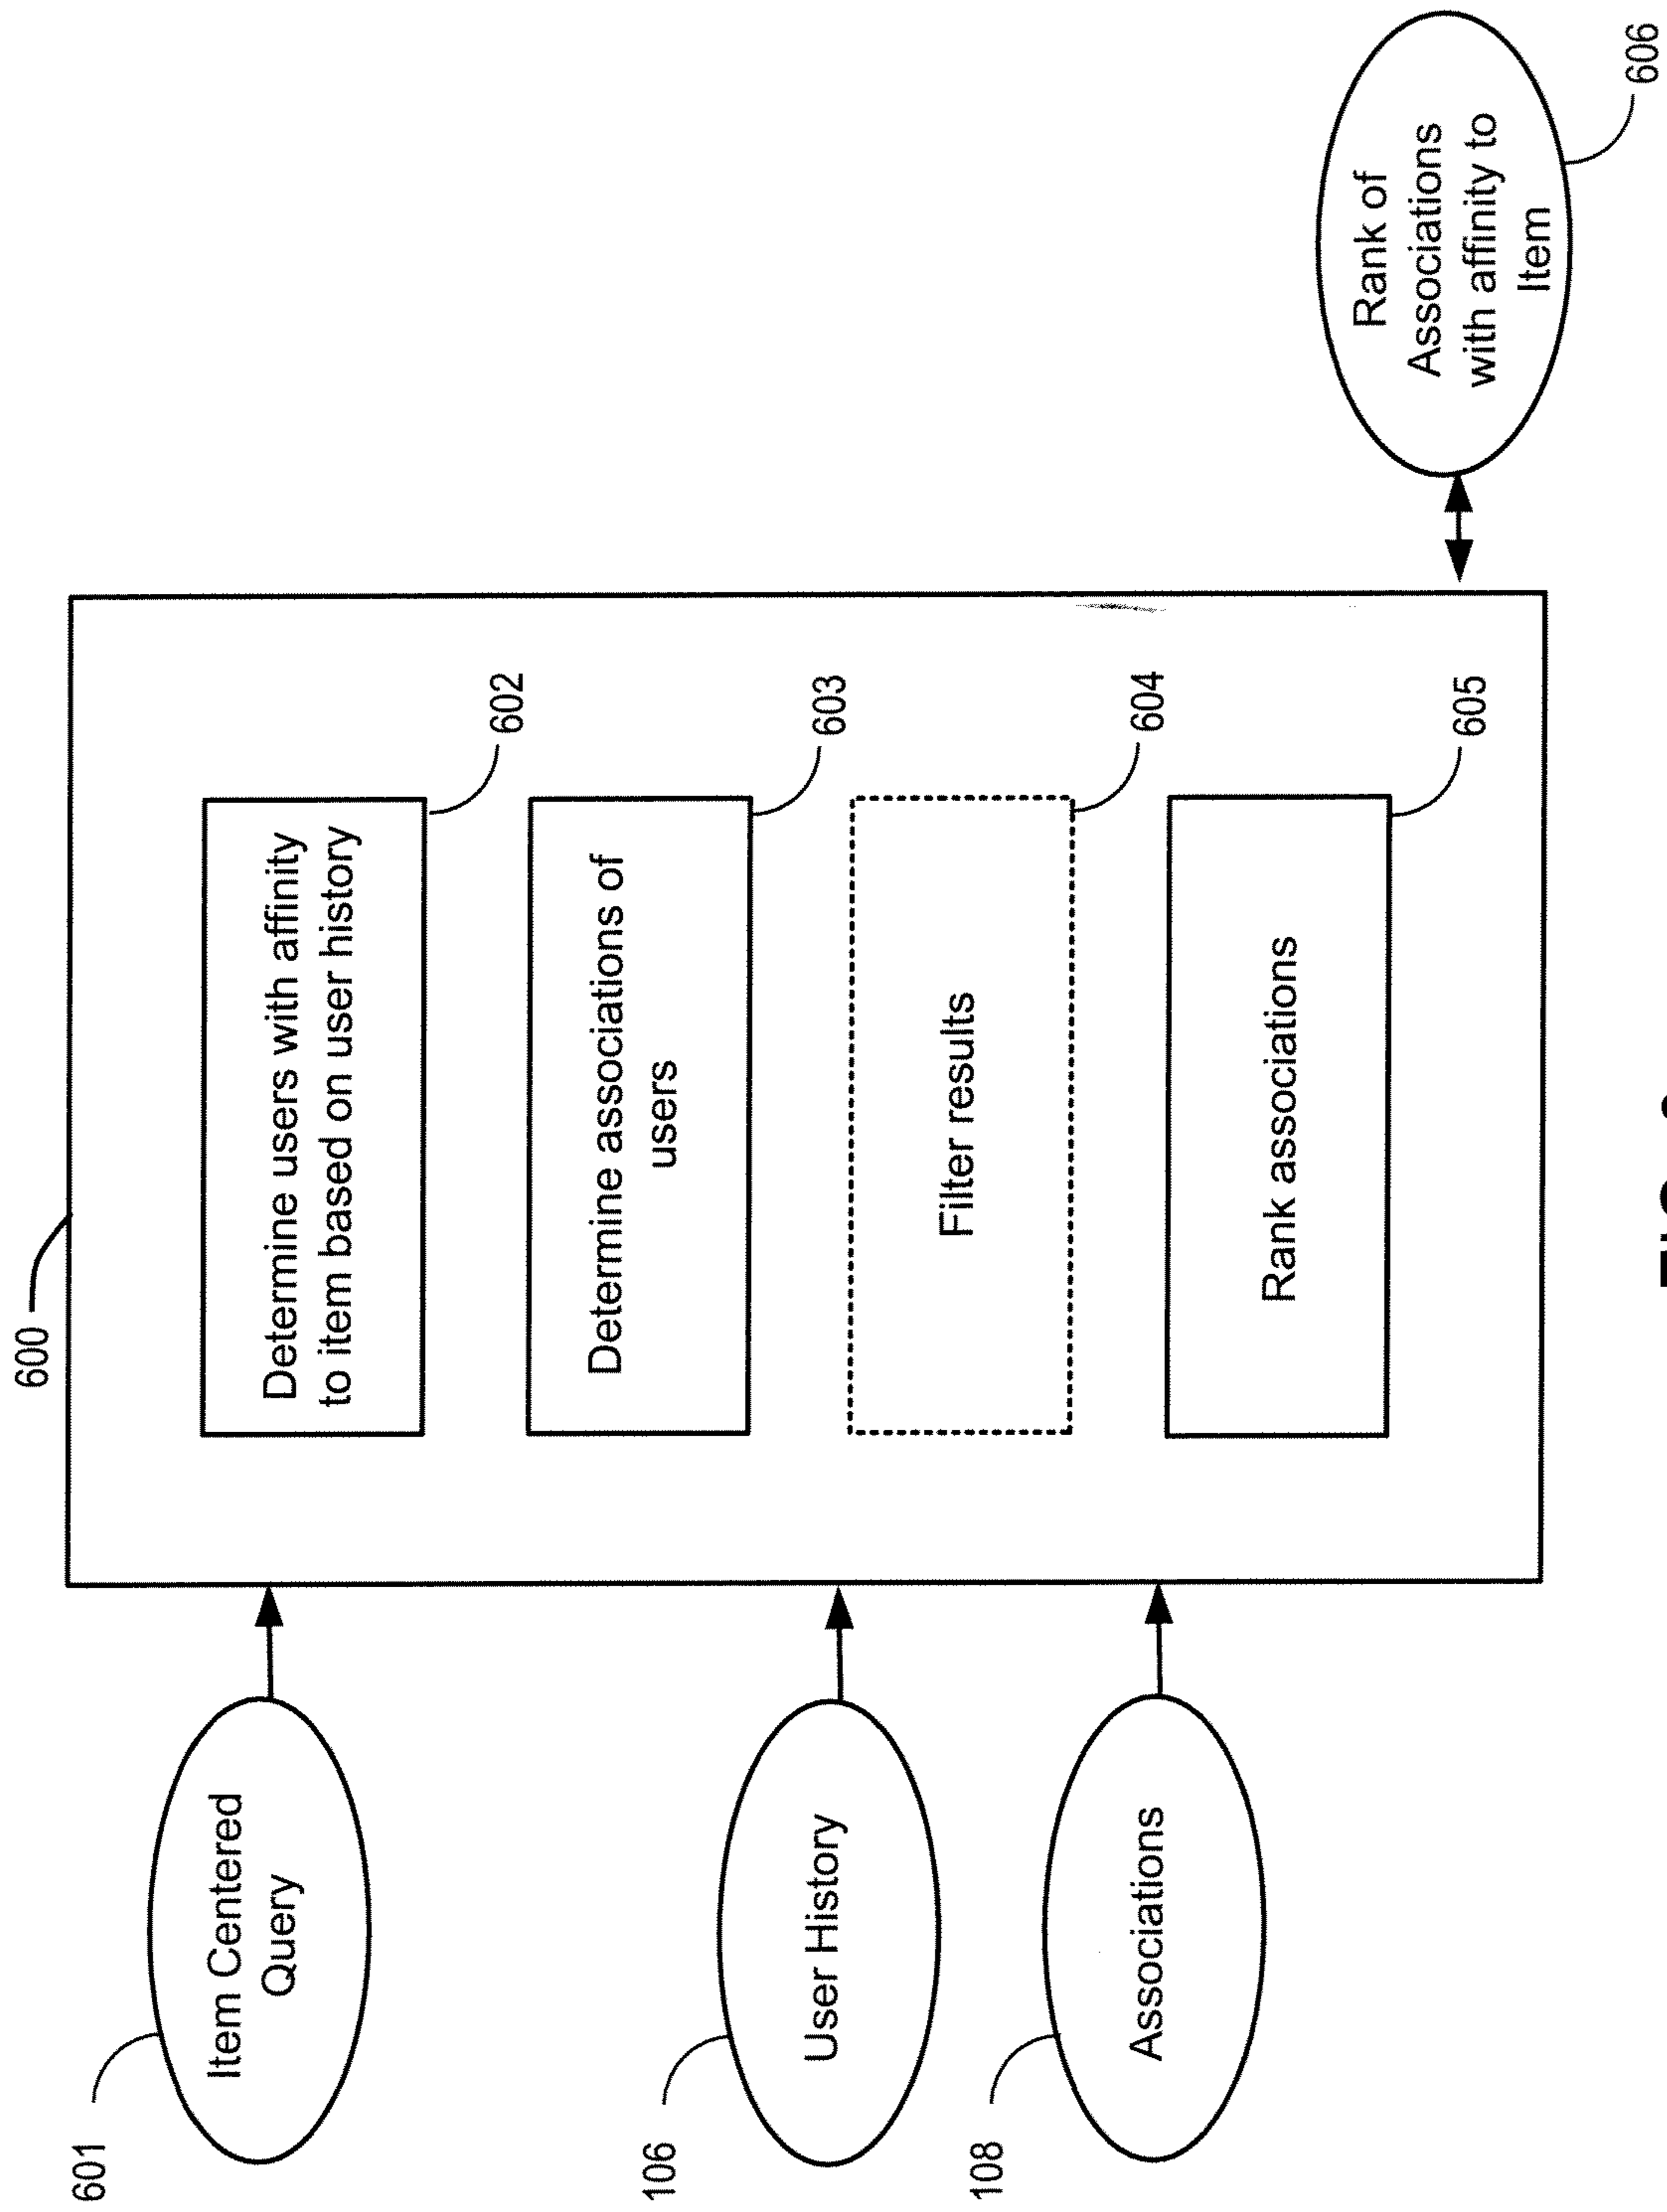 600
601
Item Centered
Query
106
User History
108
Associations
Determine users with affinity
to item based on user history
602
Determine associations of
users
603
Filter results
604
Rank associations
605
Rank of
Associations
with affinity to
Item
606